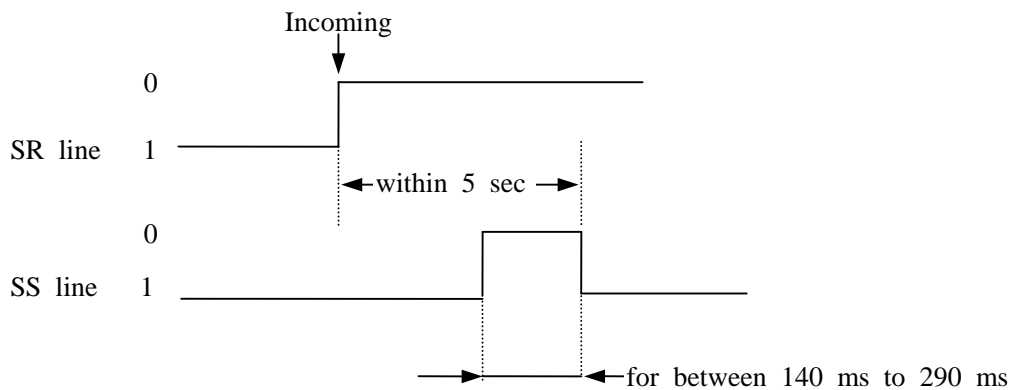 Incoming
0
SR line 1
within 5 sec
0
SS line 1
for between 140 ms to 290 ms